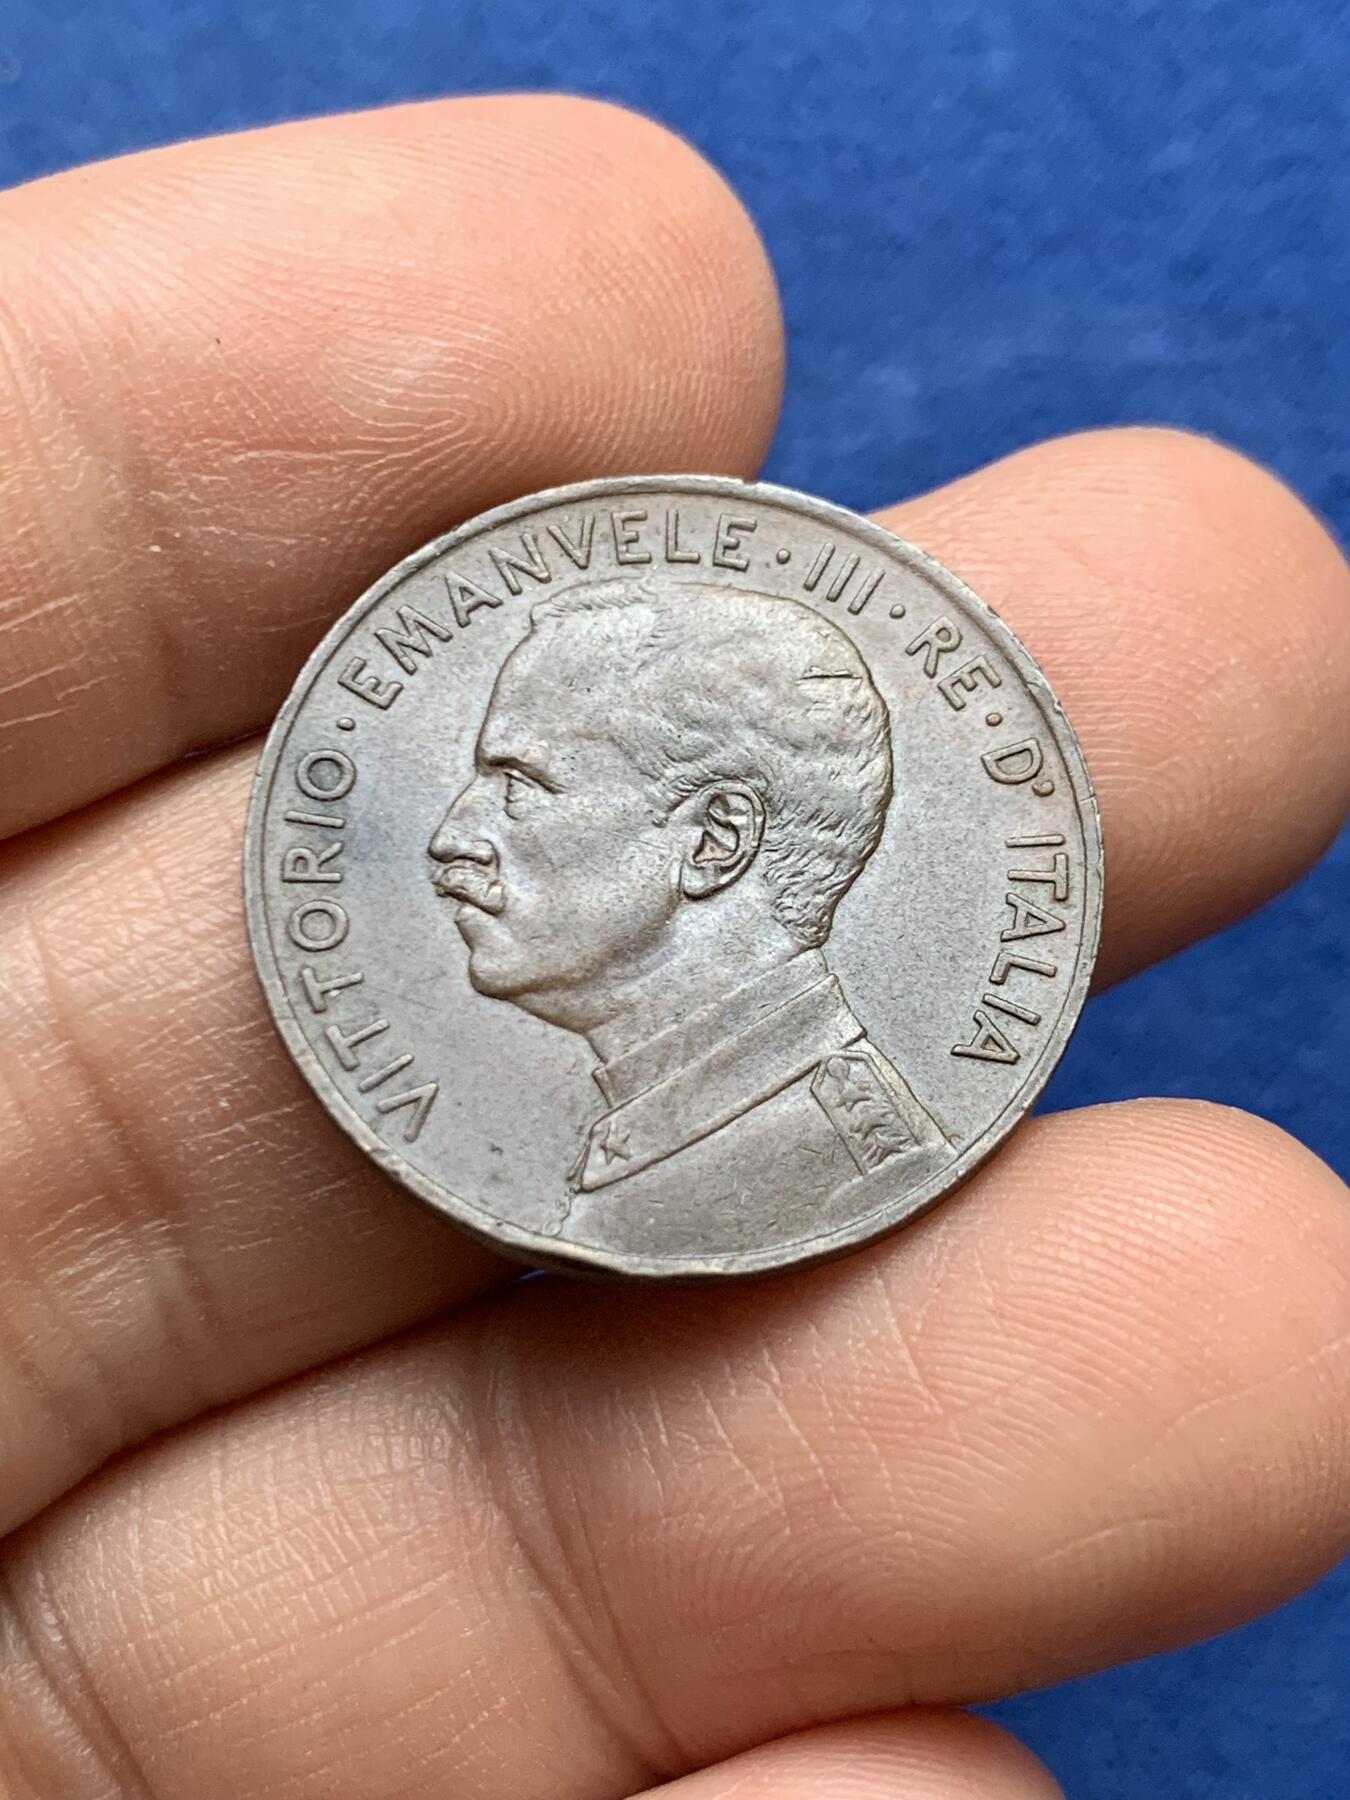 VITTORIO · EMANVELE · III · RE · D' ITALIA